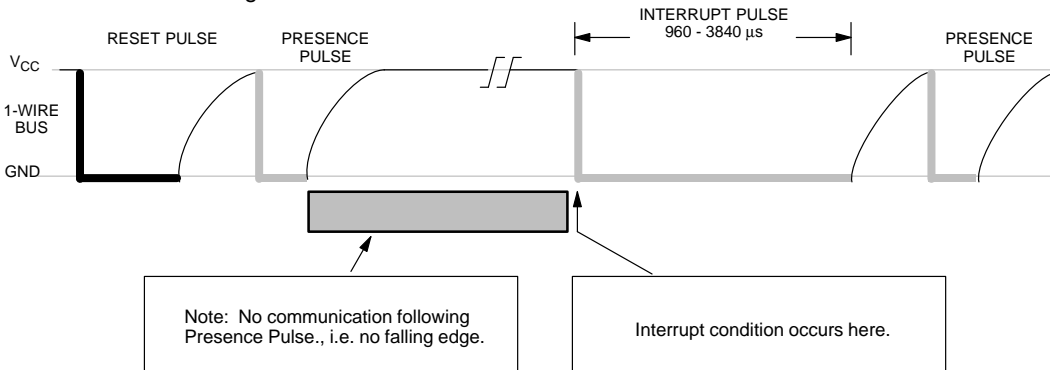 INTERRUPT PULSE
960 - 3840 μs
RESET PULSE
PRESENCE
PULSE
PRESENCE
PULSE
VCC
1-WIRE
BUS
GND
Note: No communication following
Presence Pulse., i.e. no falling edge.
Interrupt condition occurs here.